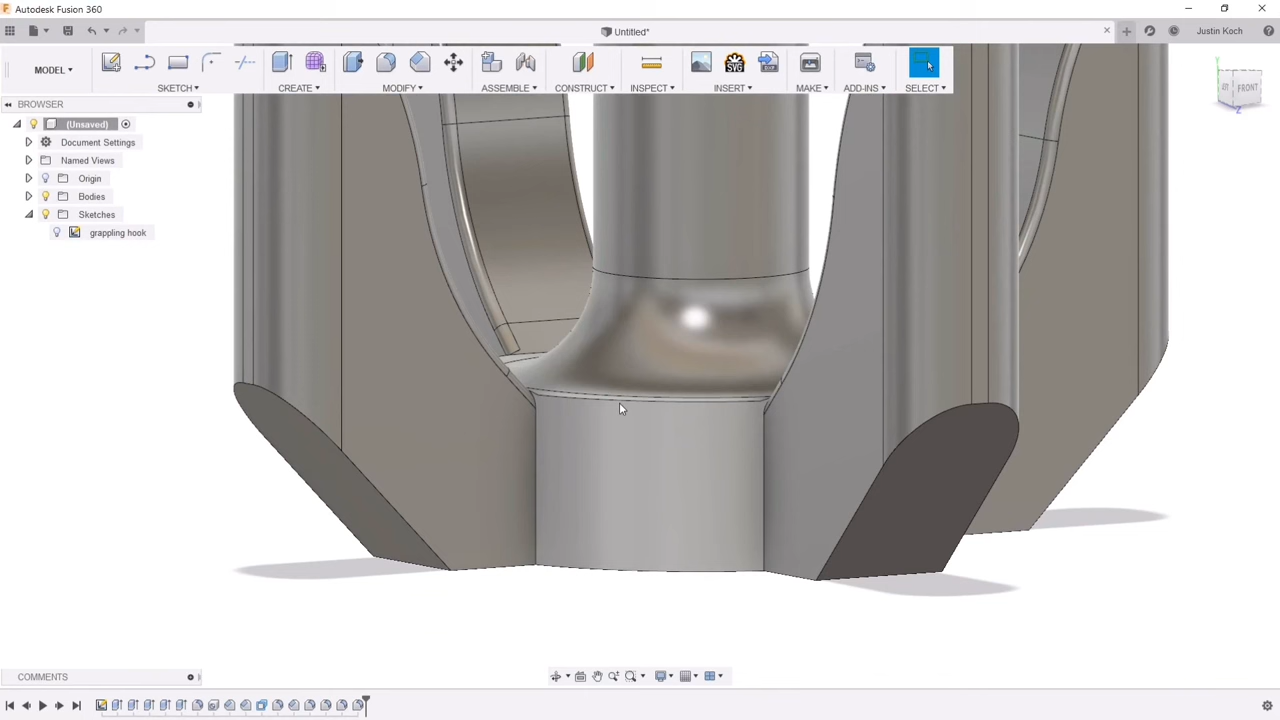 Autodesk Fusion 360
Untitled*
Justin Koch
MODEL
SKETCH
CREATE
MODIFY
ASSEMBLE
CONSTRUCT
INSPECT
INSERT
MAKE
ADD-INS
SELECT
SVG
FRONT
Y
Z
BROWSER
(Unsaved)
Document Settings
Named Views
Origin
Bodies
Sketches
grappling hook
COMMENTS